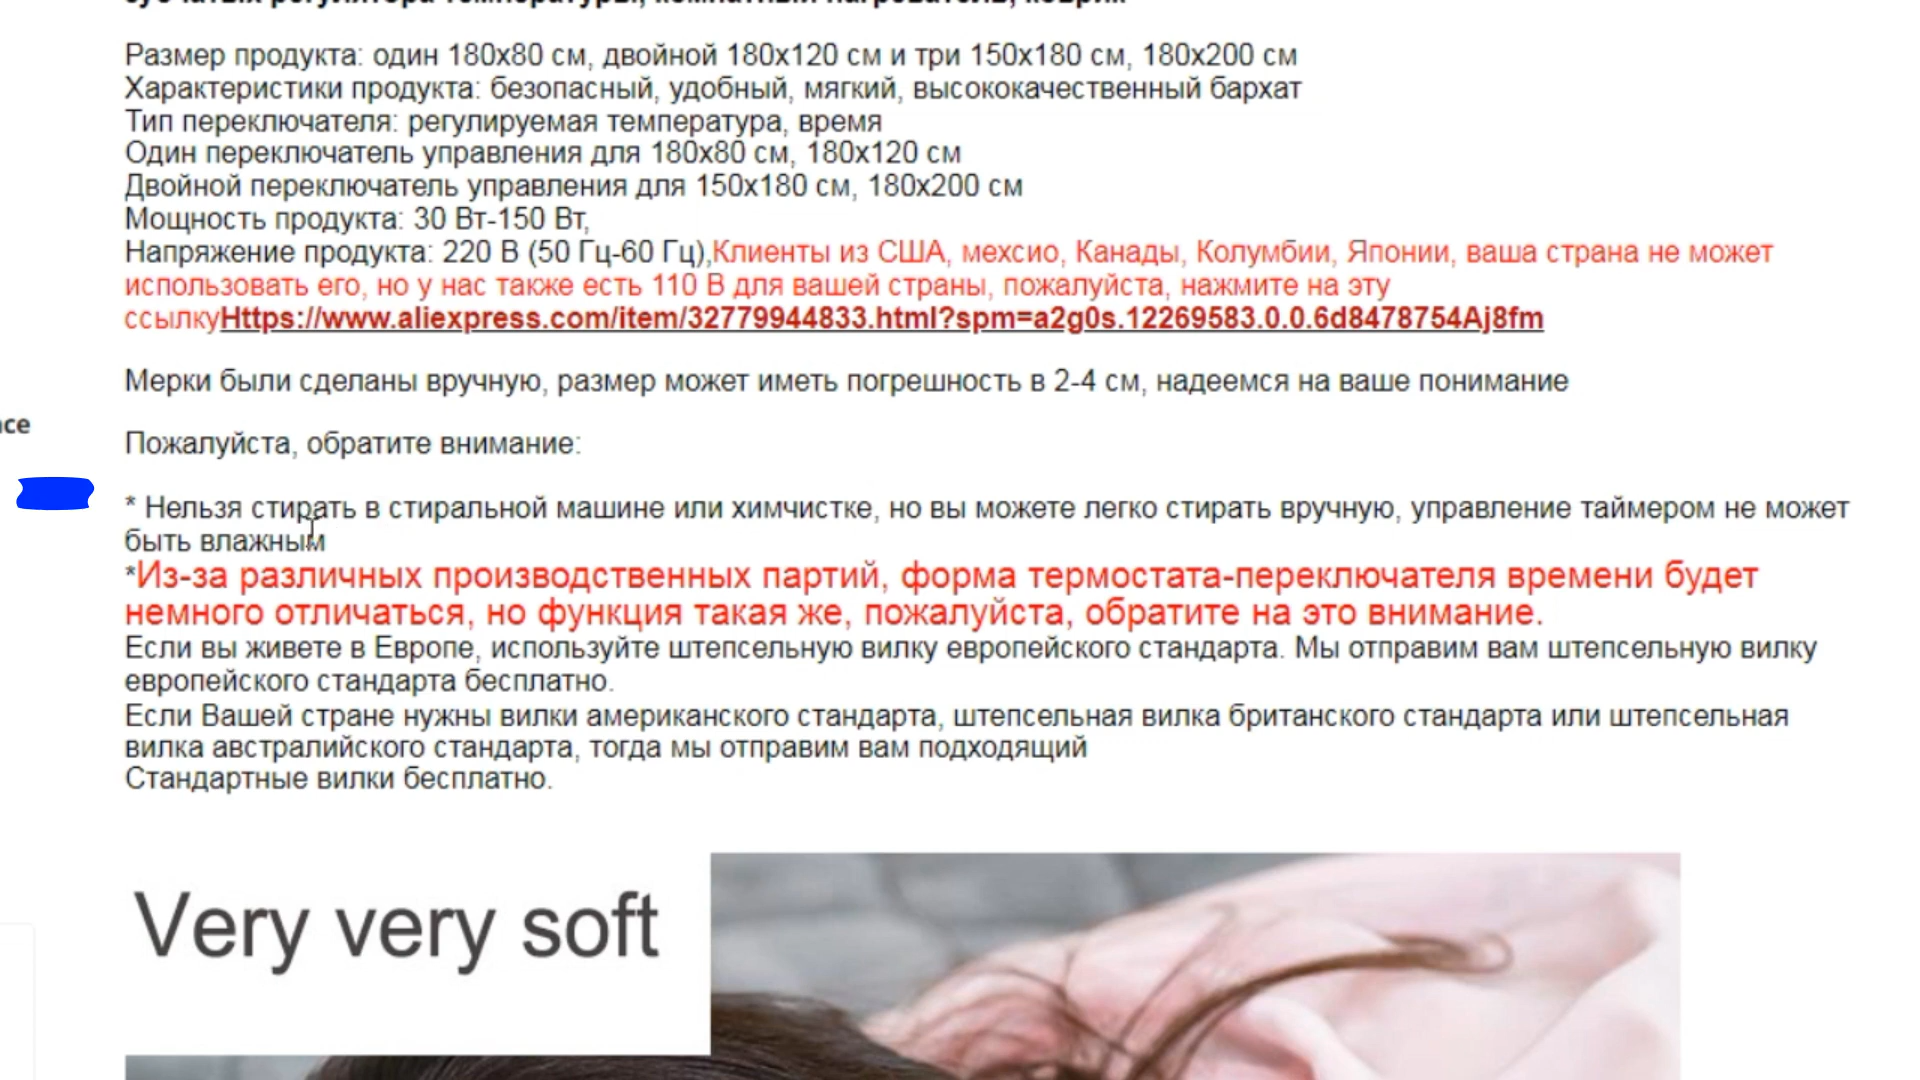 Размер продукта: один 180x80 см, двойной 180x120 см и три 150x180 см, 180x200 см
Характеристики продукта: безопасный, удобный, мягкий, высококачественный бархат
Тип переключателя: регулируемая температура, время
Один переключатель управления для 180x80 см, 180x120 см
Двойной переключатель управления для 150x180 см, 180x200 см
Мощность продукта: 30 Вт-150 Вт,
Напряжение продукта: 220 В (50 Гц-60 Гц),Клиенты из США, мехсио, Канады, Колумбии, Японии, ваша страна не может
использовать его, но у нас также есть 110 В для вашей страны, пожалуйста, нажмите на эту
ссылкуHttps://www.aliexpress.com/item/32779944833.html?spm=a2g0s.12269583.0.0.6d8478754Aj8fm
Мерки были сделаны вручную, размер может иметь погрешность в 2-4 см, надеемся на ваше понимание
Пожалуйста, обратите внимание:
* Нельзя стирать в стиральной машине или химчистке, но вы можете легко стирать вручную, управление таймером не может
быть влажным
*Из-за различных производственных партий, форма термостата-переключателя времени будет
немного отличаться, но функция такая же, пожалуйста, обратите на это внимание.
Если вы живете в Европе, используйте штепсельную вилку европейского стандарта. Мы отправим вам штепсельную вилку
европейского стандарта бесплатно.
Если Вашей стране нужны вилки американского стандарта, штепсельная вилка британского стандарта или штепсельная
вилка австралийского стандарта, тогда мы отправим вам подходящий
Стандартные вилки бесплатно.
Very very soft